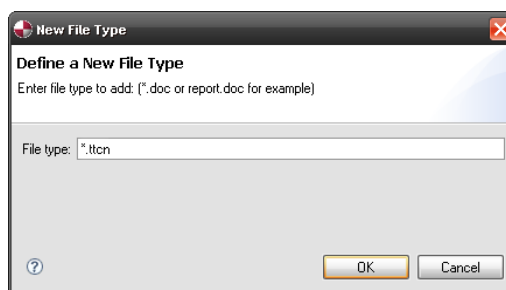 New File Type
Define a New File Type
Enter file type to add: (*.doc or report.doc for example)
File type: *.ttcn
OK Cancel